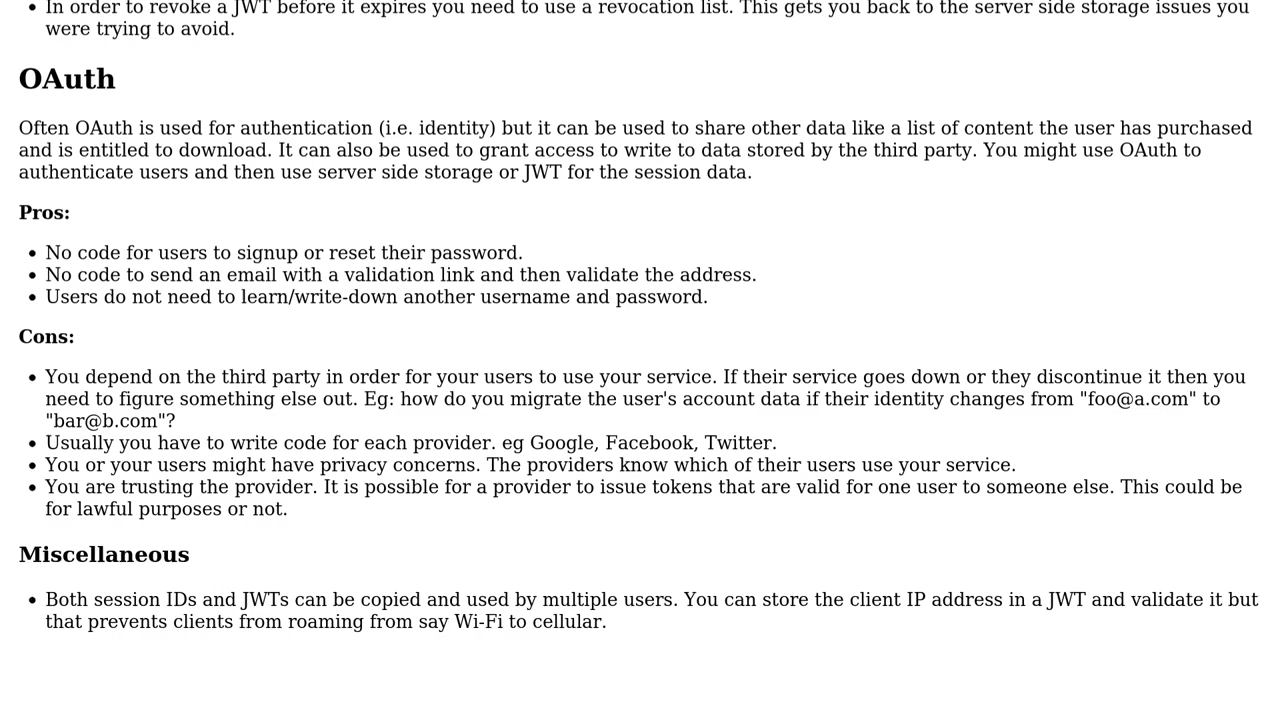 • In order to revoke a JWT before it expires you need to use a revocation list. This gets you back to the server side storage issues you
were trying to avoid.
OAuth
Often OAuth is used for authentication (i.e. identity) but it can be used to share other data like a list of content the user has purchased
and is entitled to download. It can also be used to grant access to write to data stored by the third party. You might use OAuth to
authenticate users and then use server side storage or JWT for the session data.
Pros:
• No code for users to signup or reset their password.
• No code to send an email with a validation link and then validate the address.
• Users do not need to learn/write-down another username and password.
Cons:
• You depend on the third party in order for your users to use your service. If their service goes down or they discontinue it then you
need to figure something else out. Eg: how do you migrate the user's account data if their identity changes from "foo@a.com" to
"bar@b.com"?
• Usually you have to write code for each provider. eg Google, Facebook, Twitter.
• You or your users might have privacy concerns. The providers know which of their users use your service.
• You are trusting the provider. It is possible for a provider to issue tokens that are valid for one user to someone else. This could be
for lawful purposes or not.
Miscellaneous
• Both session IDs and JWTs can be copied and used by multiple users. You can store the client IP address in a JWT and validate it but
that prevents clients from roaming from say Wi-Fi to cellular.